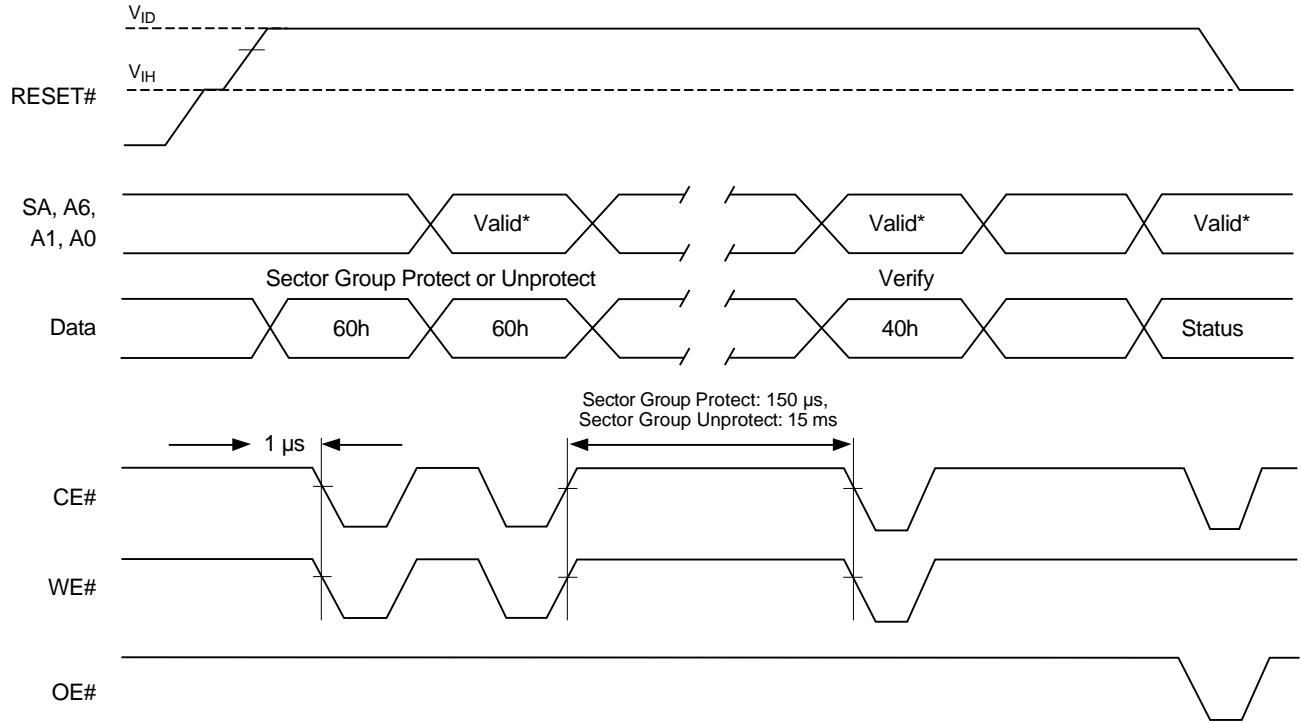 VID
VIH
RESET#
SA, A6,
A1, A0
Valid*
Valid*
Valid*
Sector Group Protect or Unprotect
Verify
Data
60h
60h
40h
Status
Sector Group Protect: 150 µs,
Sector Group Unprotect: 15 ms
1 µs
CE#
WE#
OE#